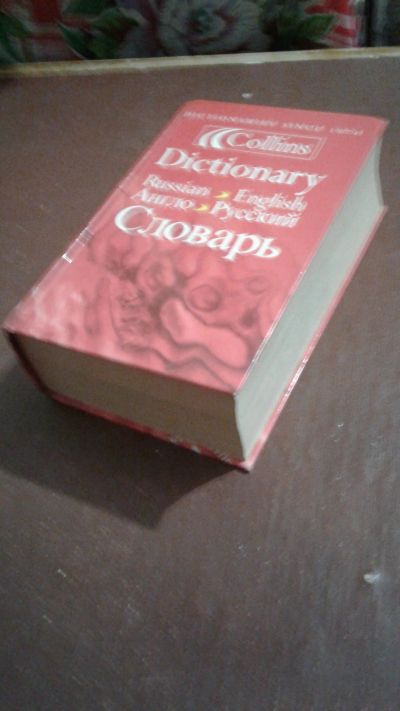 Collins
Dictionary
Russian English
Англо Русский
Словарь